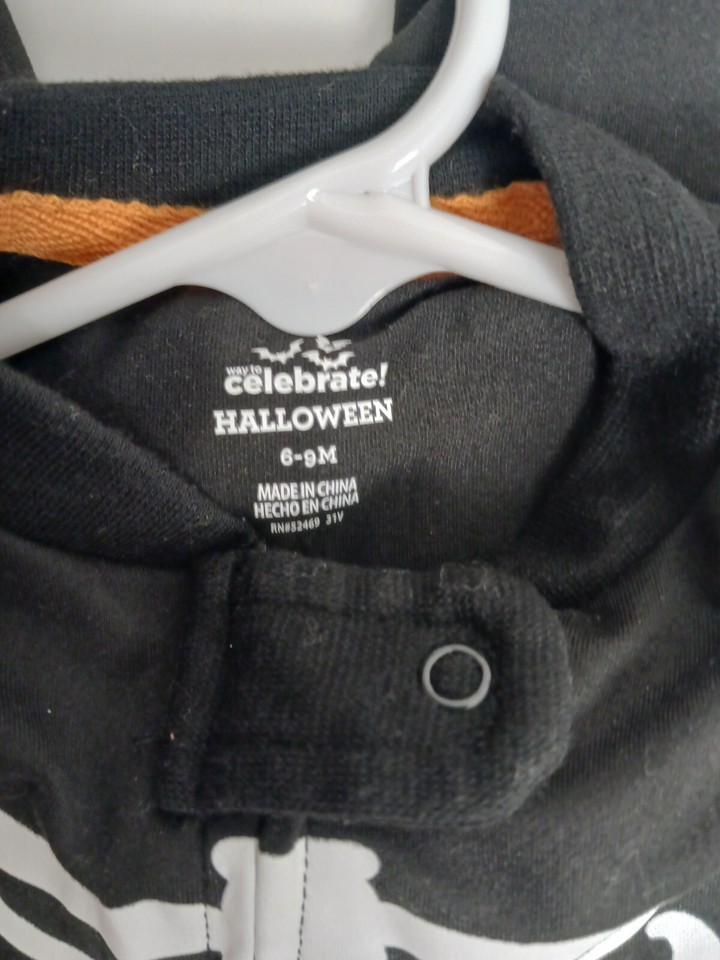 way to
celebrate!
HALLOWEEN
6-9M
MADE IN CHINA
HECHO EN CHINA
RN#52469 31V